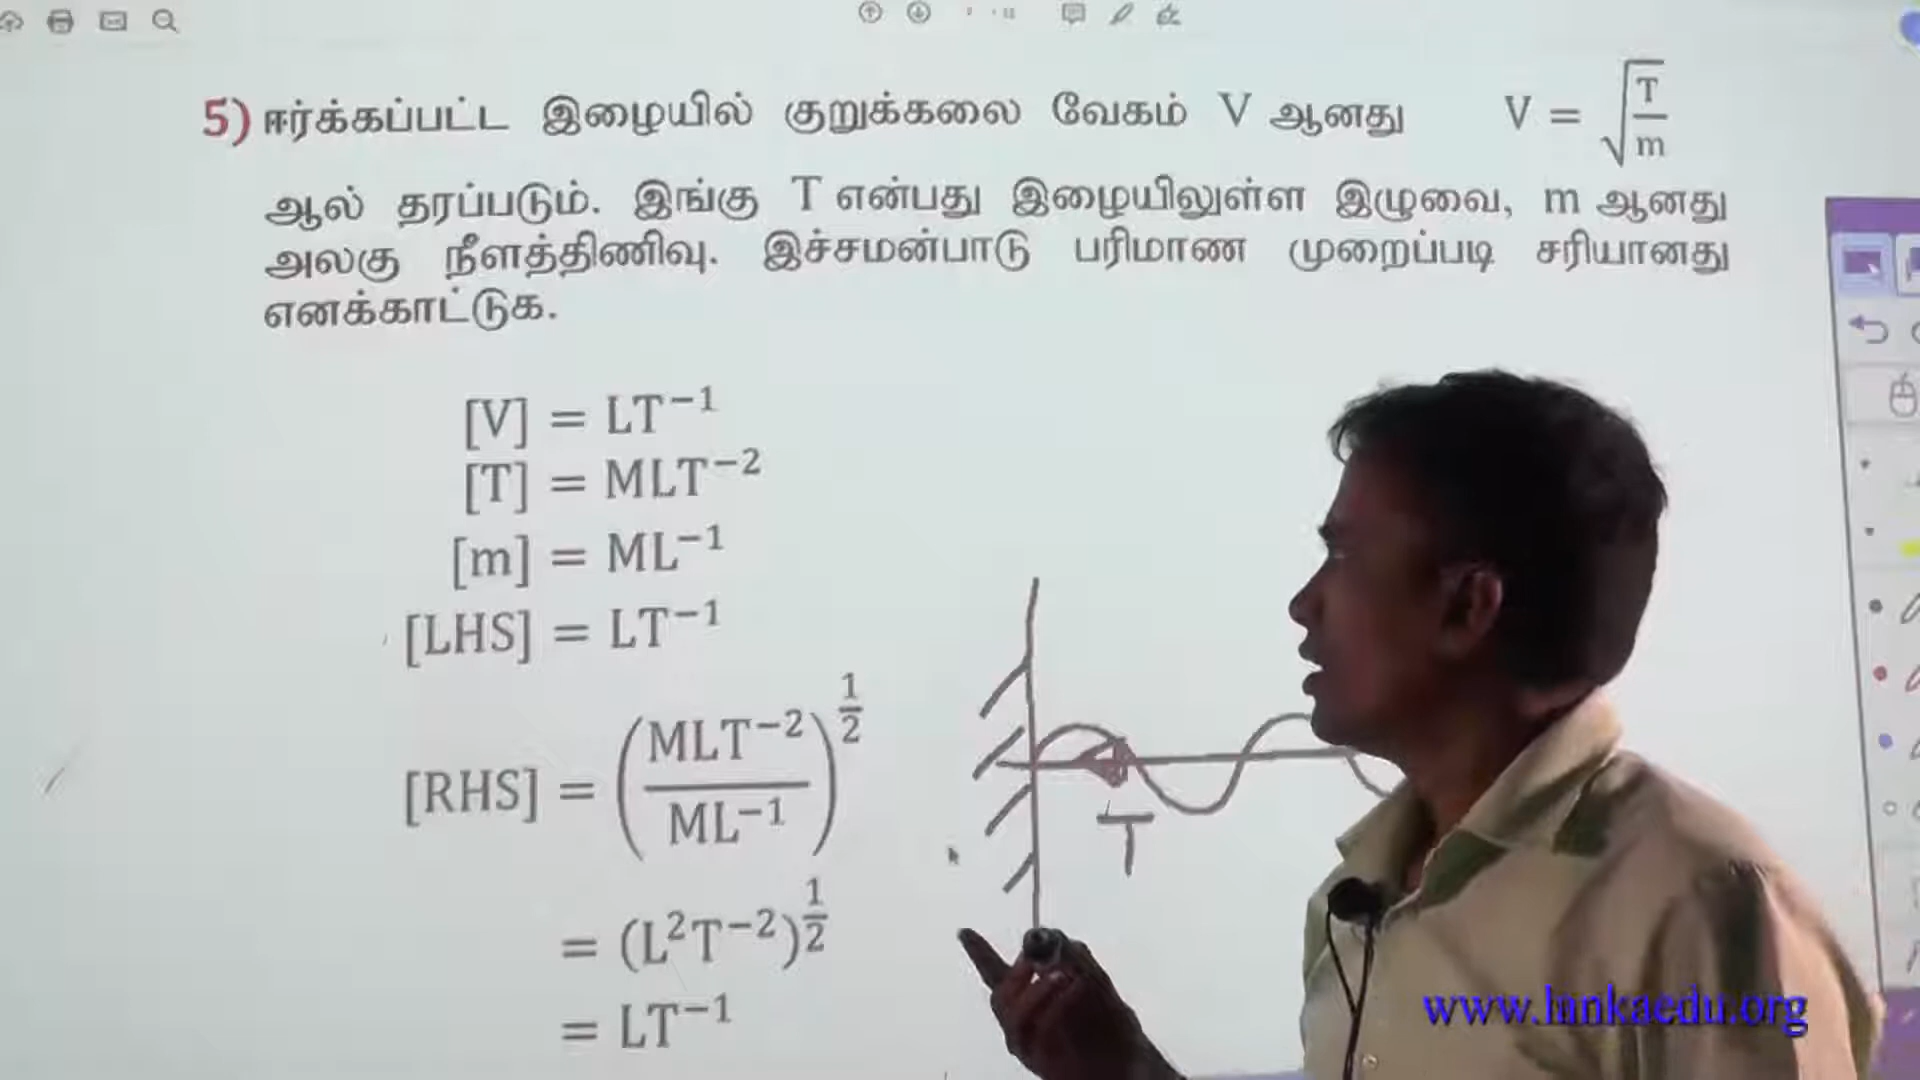 5) ஈர்க்கப்பட்ட இழையில் குறுக்கலை வேகம் V ஆனது V = √(T/m)
ஆல் தரப்படும். இங்கு T என்பது இழையிலுள்ள இழுவை, m ஆனது
அலகு நீளத்திணிவு. இச்சமன்பாடு பரிமாண முறைப்படி சரியானது
எனக்காட்டுக.
[V] = LT⁻¹
[T] = MLT⁻²
[m] = ML⁻¹
[LHS] = LT⁻¹
[RHS] = (MLT⁻²/ML⁻¹)^(1/2)
T
= (L²T⁻²)^(1/2)
= LT⁻¹
www.lankaedu.org